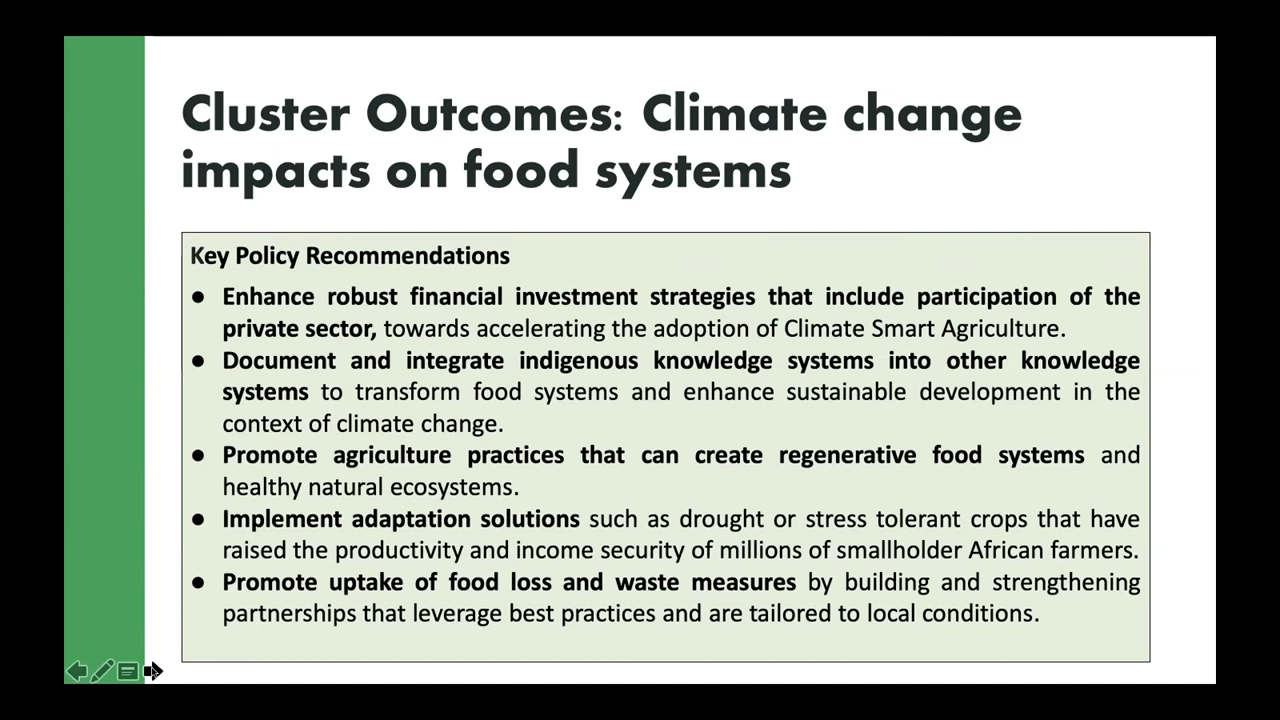 Cluster Outcomes: Climate change
impacts on food systems
Key Policy Recommendations
● Enhance robust financial investment strategies that include participation of the
private sector, towards accelerating the adoption of Climate Smart Agriculture.
● Document and integrate indigenous knowledge systems into other knowledge
systems to transform food systems and enhance sustainable development in the
context of climate change.
● Promote agriculture practices that can create regenerative food systems and
healthy natural ecosystems.
● Implement adaptation solutions such as drought or stress tolerant crops that have
raised the productivity and income security of millions of smallholder African farmers.
● Promote uptake of food loss and waste measures by building and strengthening
partnerships that leverage best practices and are tailored to local conditions.